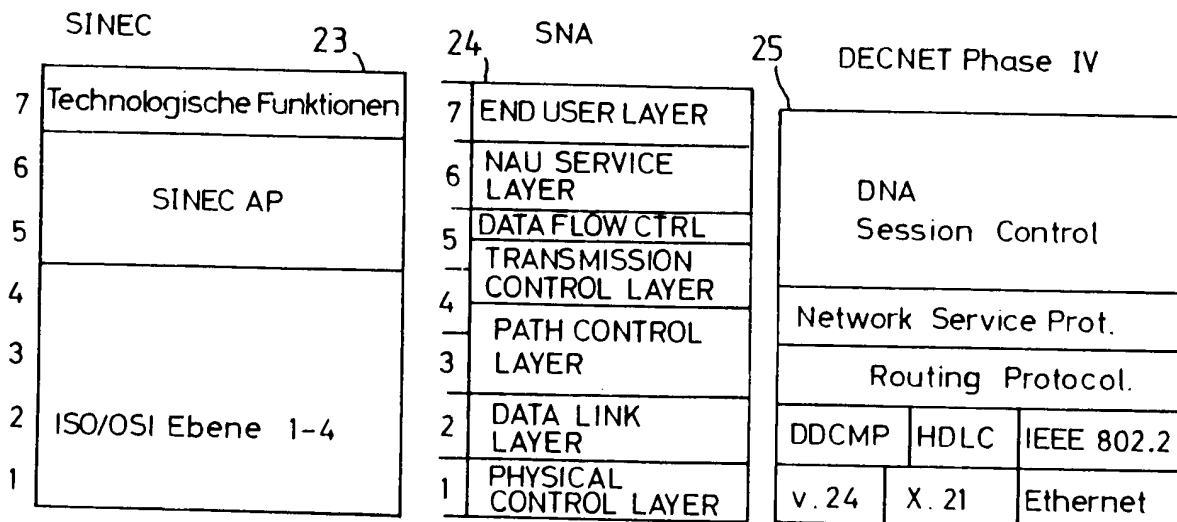 SINEC
23
7
Technologische Funktionen
6
SINEC AP
5
4
3
2
ISO/OSI Ebene 1-4
1
SNA
24
7 END USER LAYER
6 NAU SERVICE
LAYER
5 DATA FLOW CTRL
TRANSMISSION
CONTROL LAYER
4
PATH CONTROL
LAYER
3
2 DATA LINK
LAYER
1 PHYSICAL
CONTROL LAYER
DECNET Phase IV
25
DNA
Session Control
Network Service Prot.
Routing Protocol.
DDCMP HDLC IEEE 802.2
v.24 X.21 Ethernet